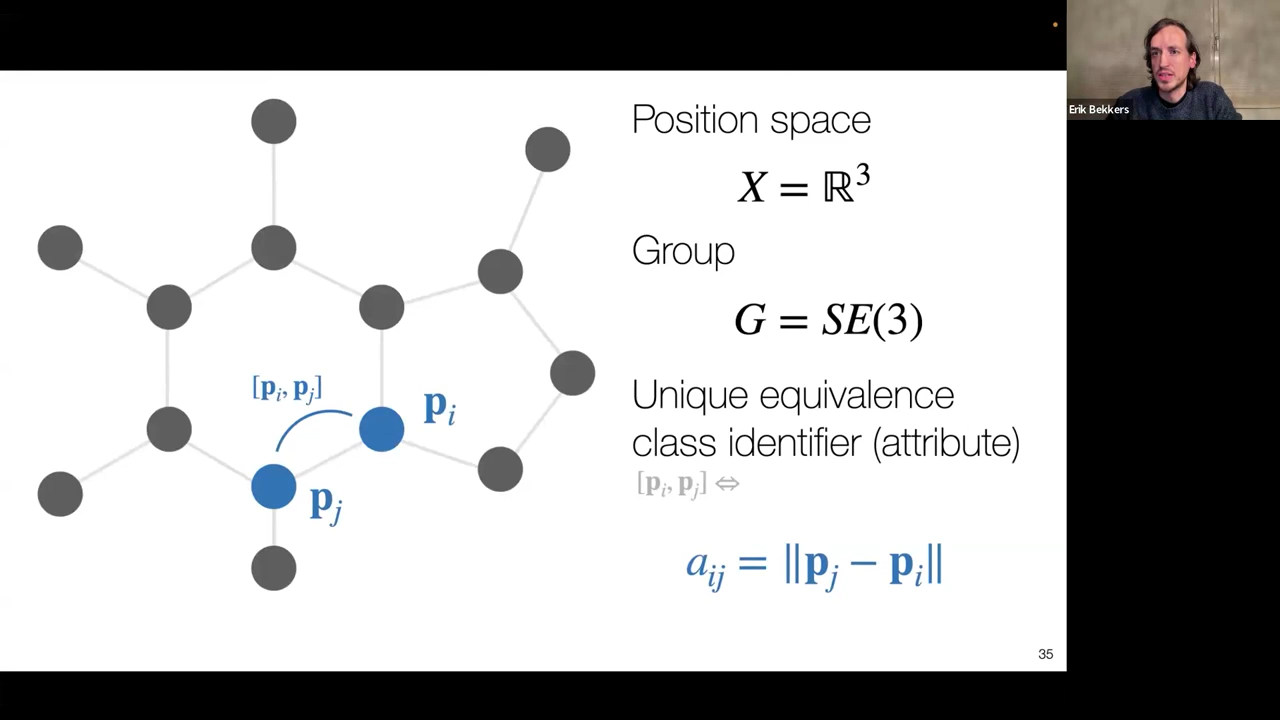 Erik Bekkers
Position space
X = ℝ³
Group
G = SE(3)
Unique equivalence
class identifier (attribute)
[𝐩ᵢ, 𝐩ⱼ] ⇔
aᵢⱼ = ‖𝐩ⱼ − 𝐩ᵢ‖
[𝐩ᵢ, 𝐩ⱼ]
𝐩ᵢ
𝐩ⱼ
35